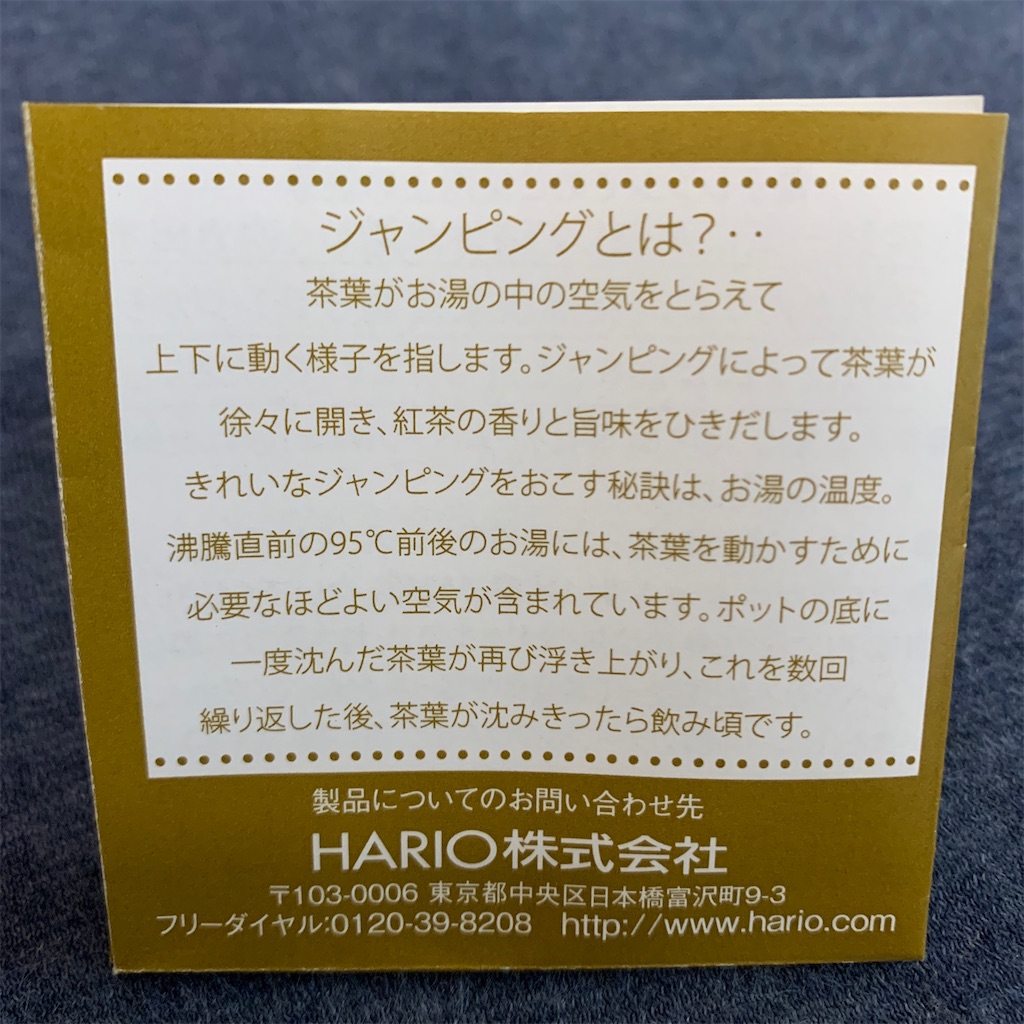 ジャンピングとは?‥
茶葉がお湯の中の空気をとらえて
上下に動く様子を指します。ジャンピングによって茶葉が
徐々に開き、紅茶の香りと旨味をひきだします。
きれいなジャンピングをおこす秘訣は、お湯の温度。
沸騰直前の95℃前後のお湯には、茶葉を動かすために
必要なほどよい空気が含まれています。ポットの底に
一度沈んだ茶葉が再び浮き上がり、これを数回
繰り返した後、茶葉が沈みきったら飲み頃です。
製品についてのお問い合わせ先
HARIO株式会社
〒103-0006 東京都中央区日本橋富沢町9-3
フリーダイヤル:0120-39-8208 http://www.hario.com